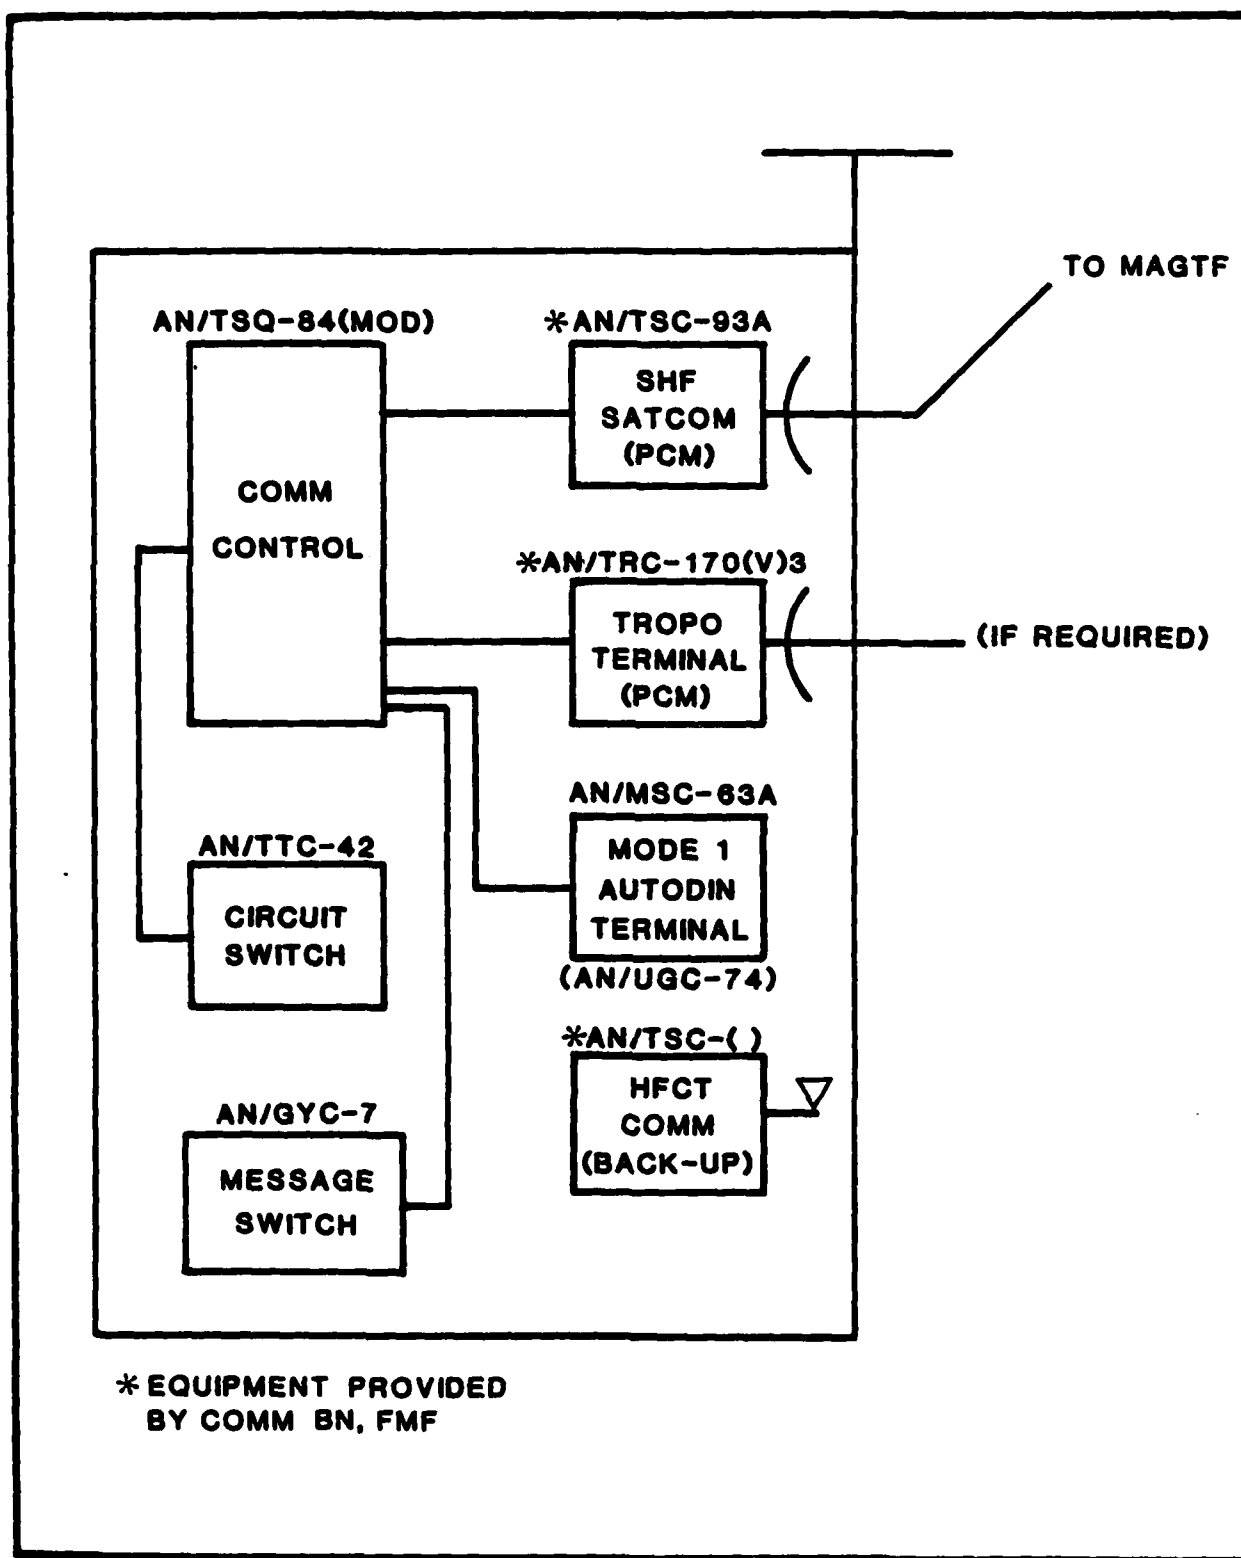 TO MAGTF
AN/TSQ-84(MOD)
*AN/TSC-93A
SHF
SATCOM
(PCM)
COMM
CONTROL
*AN/TRC-170(V)3
TROPO
TERMINAL
(PCM)
(IF REQUIRED)
AN/MSC-63A
MODE 1
AUTODIN
TERMINAL
(AN/UGC-74)
AN/TTC-42
CIRCUIT
SWITCH
*AN/TSC-( )
HFCT
COMM
(BACK-UP)
AN/GYC-7
MESSAGE
SWITCH
* EQUIPMENT PROVIDED
BY COMM BN, FMF